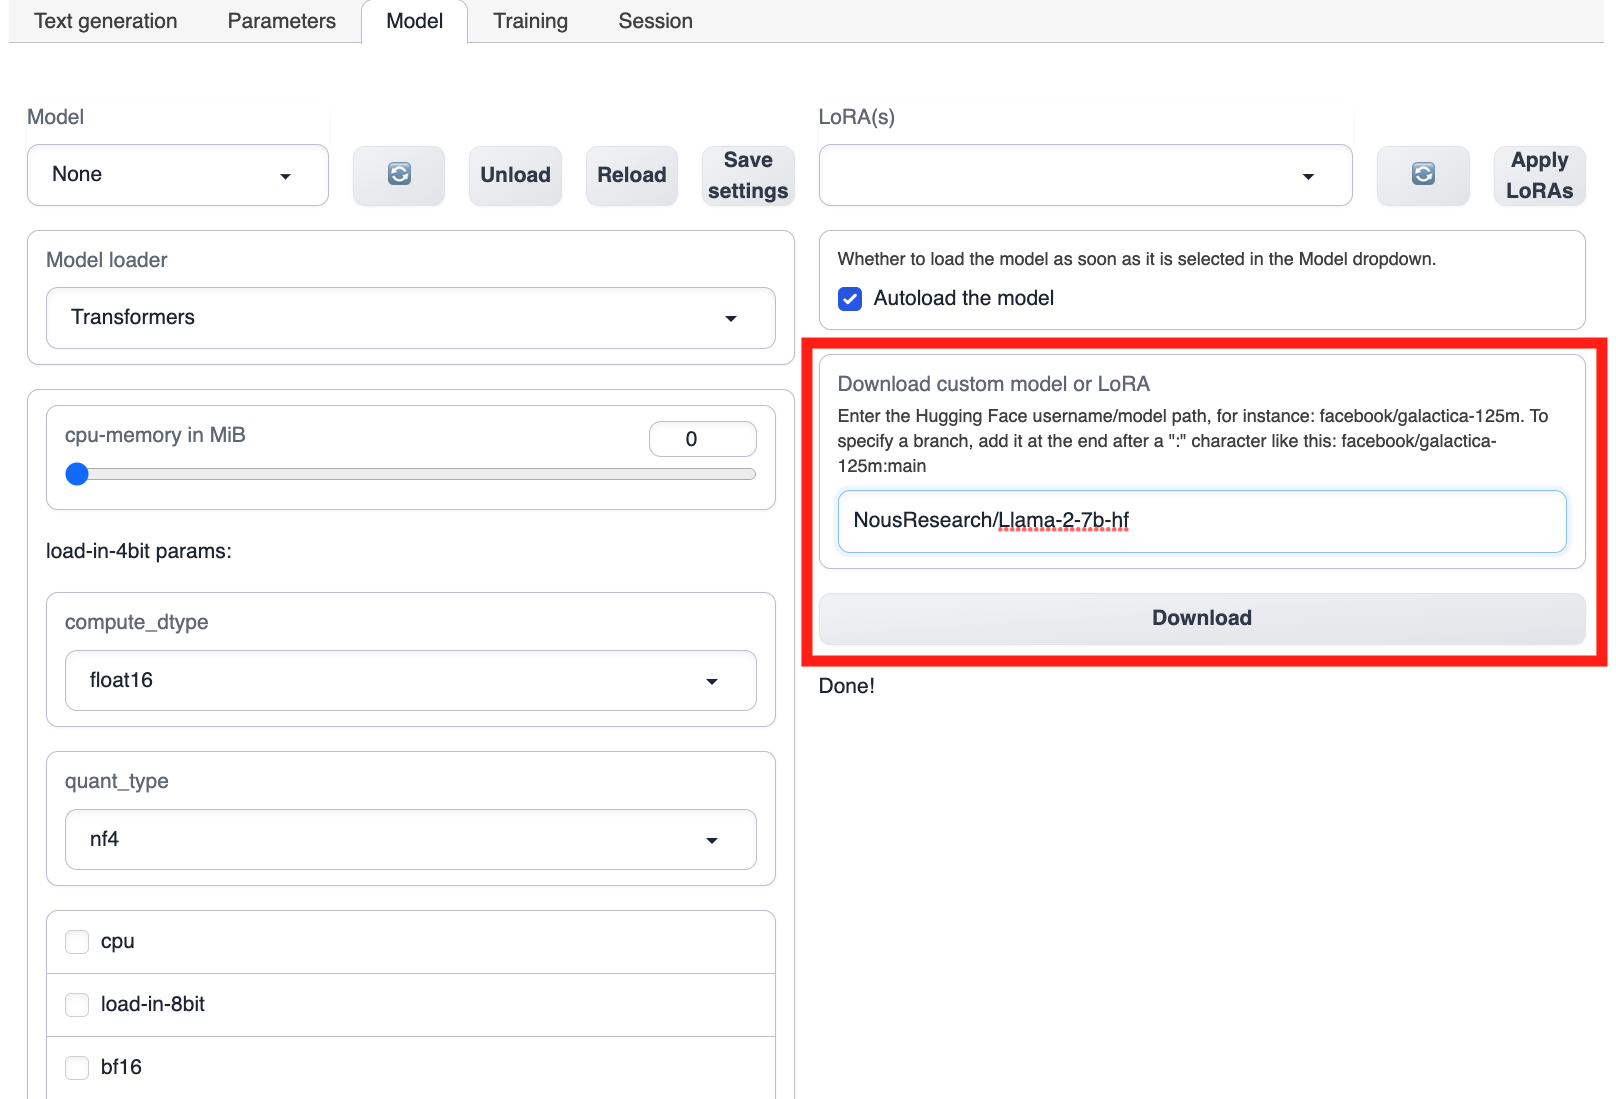 Text generation
Parameters
Model
Training
Session
Model
None
Unload
Reload
Save
settings
Model loader
Transformers
cpu-memory in MiB
0
load-in-4bit params:
compute_dtype
float16
quant_type
nf4
cpu
load-in-8bit
bf16
LoRA(s)
Apply
LoRAs
Whether to load the model as soon as it is selected in the Model dropdown.
Autoload the model
Download custom model or LoRA
Enter the Hugging Face username/model path, for instance: facebook/galactica-125m. To
specify a branch, add it at the end after a ":" character like this: facebook/galactica-
125m:main
NousResearch/Llama-2-7b-hf
Download
Done!